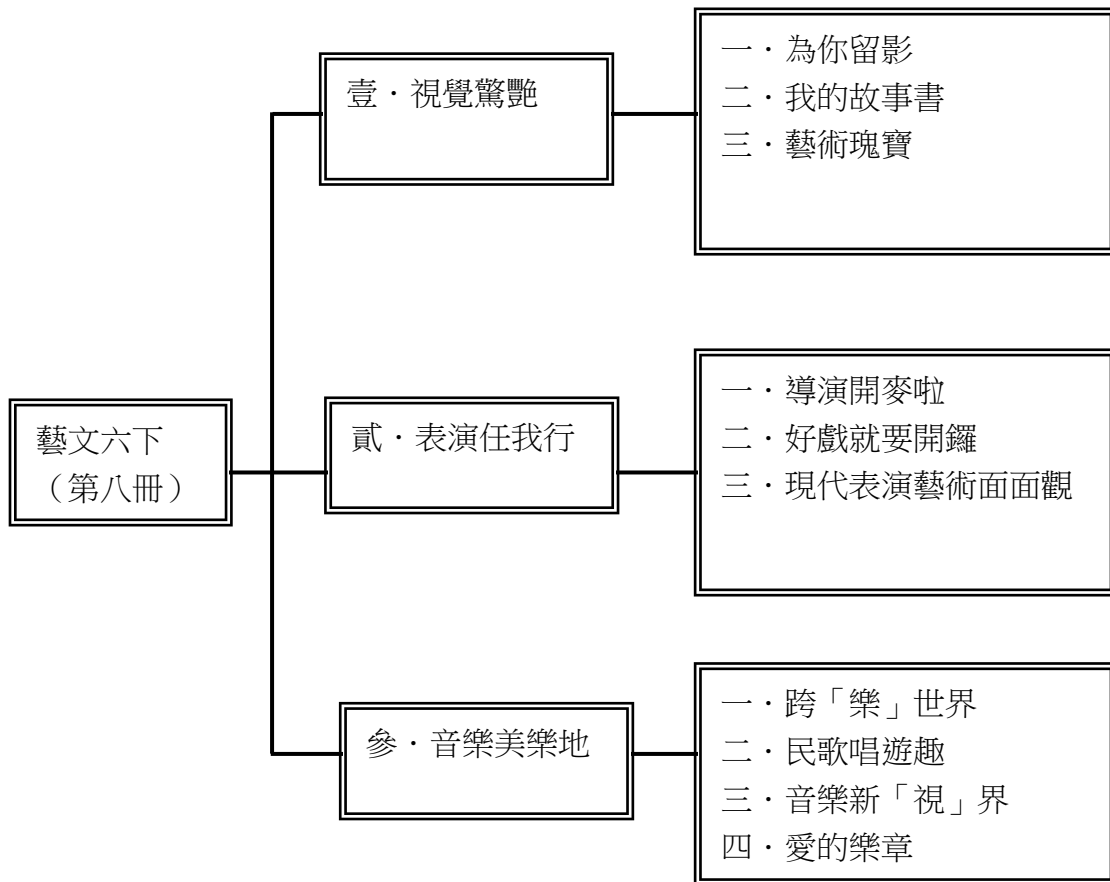 藝文六下
（第八冊）
壹．視覺驚艷
一．為你留影
二．我的故事書
三．藝術瑰寶
貳．表演任我行
一．導演開麥啦
二．好戲就要開鑼
三．現代表演藝術面面觀
參．音樂美樂地
一．跨「樂」世界
二．民歌唱遊趣
三．音樂新「視」界
四．愛的樂章